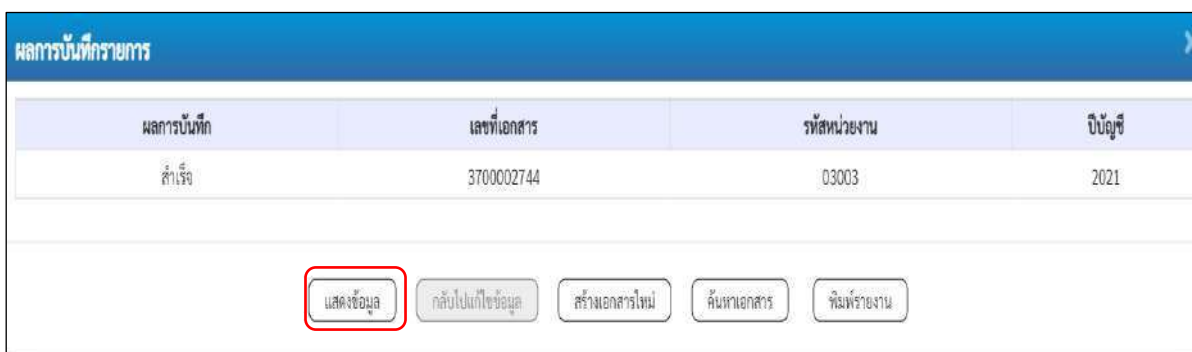 ผลการบันทึกรายการ
ผลการบันทึก เลขที่เอกสาร รหัสหน่วยงาน ปีบัญชี
สำเร็จ 3700002744 03003 2021
แสดงข้อมูล กลับไปแก้ไขข้อมูล สร้างเอกสารใหม่ ค้นหาเอกสาร พิมพ์รายงาน